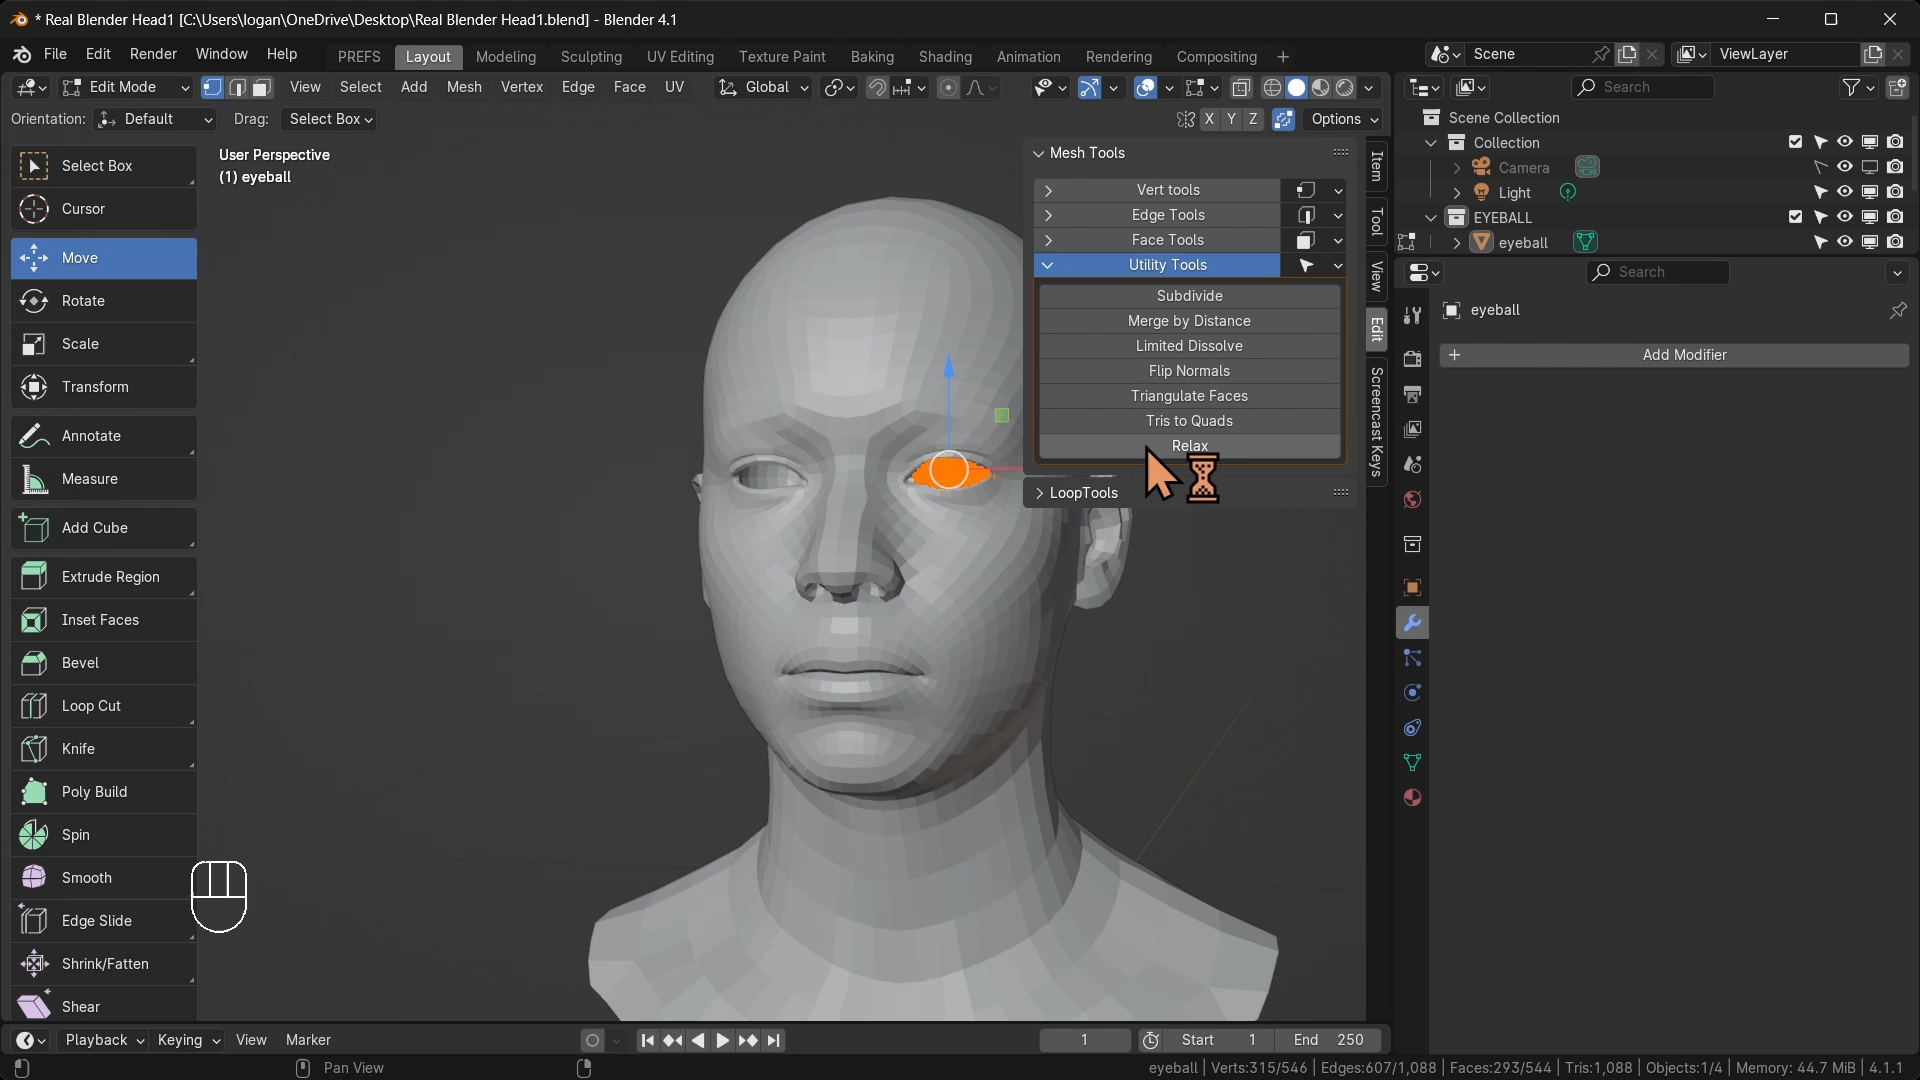 * Real Blender Head1 [C:\Users\logan\OneDrive\Desktop\Real Blender Head1.blend] - Blender 4.1
File Edit Render Window Help PREFS Layout Modeling Sculpting UV Editing Texture Paint Baking Shading Animation Rendering Compositing + Scene ViewLayer
Edit Mode View Select Add Mesh Vertex Edge Face UV Global Search
Orientation: Default Drag: Select Box X Y Z Options
Scene Collection
Collection
Camera
Light
EYEBALL
eyeball
Search
eyeball
+ Add Modifier
User Perspective
(1) eyeball
Select Box
Cursor
Move
Rotate
Scale
Transform
Annotate
Measure
Add Cube
Extrude Region
Inset Faces
Bevel
Loop Cut
Knife
Poly Build
Spin
Smooth
Edge Slide
Shrink/Fatten
Shear
Mesh Tools
Vert tools
Edge Tools
Face Tools
Utility Tools
Subdivide
Merge by Distance
Limited Dissolve
Flip Normals
Triangulate Faces
Tris to Quads
Relax
LoopTools
Item
Tool
View
Edit
Screencast Keys
Playback Keying View Marker 1 Start 1 End 250
Pan View eyeball | Verts:315/546 | Edges:607/1,088 | Faces:293/544 | Tris:1,088 | Objects:1/4 | Memory: 44.7 MiB | 4.1.1